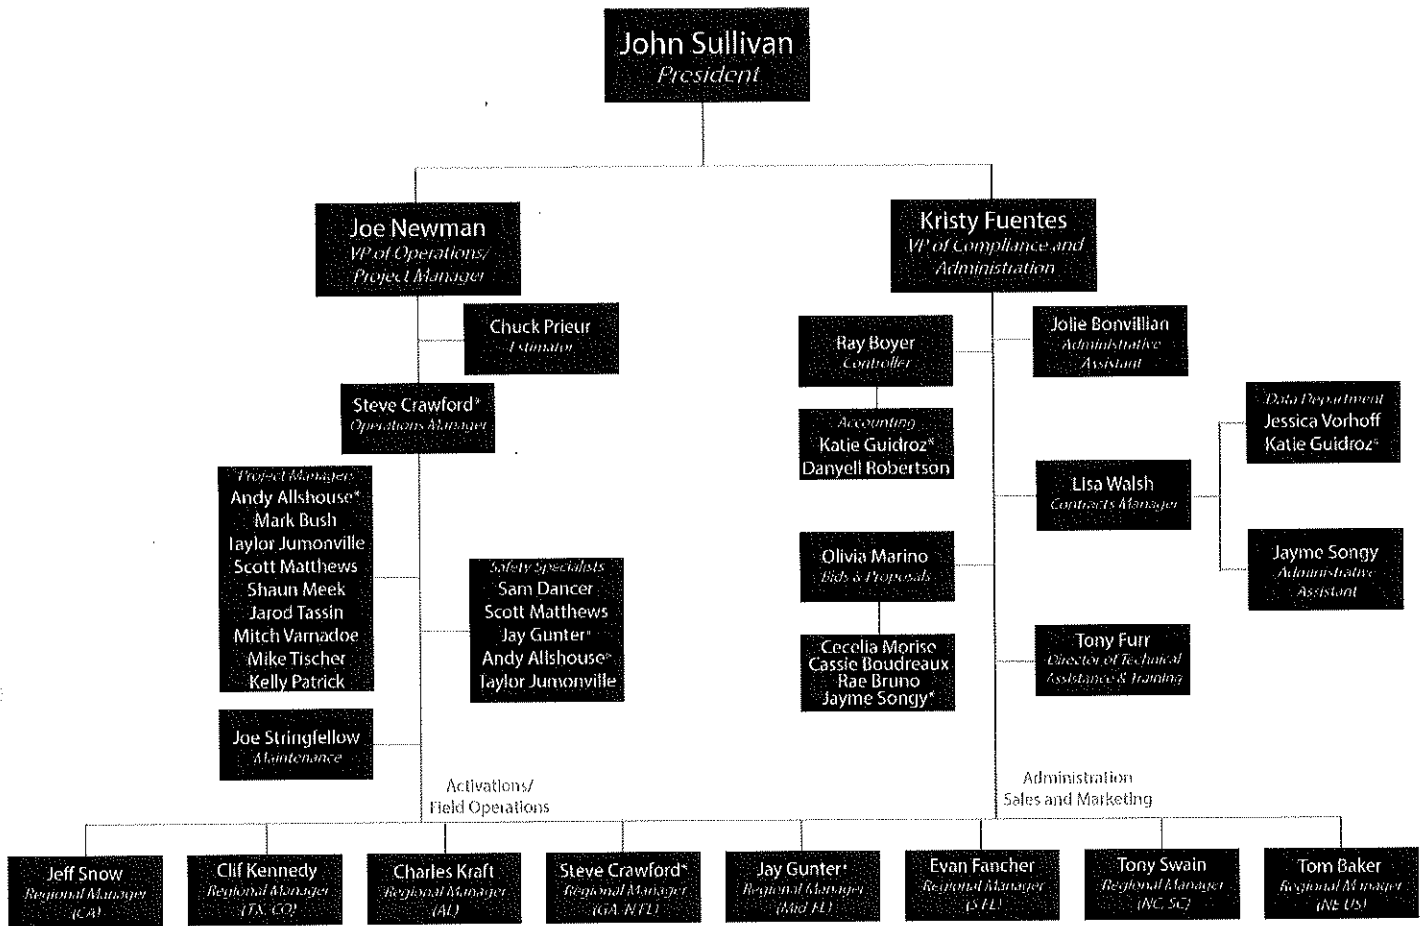 John Sullivan
President
Joe Newman
VP of Operations/
Project Manager
Kristy Fuentes
VP of Compliance and
Administration
Chuck Prieur
Estimator
Steve Crawford*
Operations Manager
Project Managers
Andy Allshouse*
Mark Bush
Taylor Jumonville
Scott Matthews
Shaun Meek
Jarod Tassin
Mitch Varnadoe
Mike Tischer
Kelly Patrick
Safety Specialists
Sam Dancer
Scott Matthews
Jay Gunter*
Andy Allshouse*
Taylor Jumonville
Joe Stringfellow
Maintenance
Activations/
Field Operations
Ray Boyer
Controller
Accounting
Katie Guidroz*
Danyell Robertson
Olivia Marino
Bids & Proposals
Cecelia Morise
Cassie Boudreaux
Rae Bruno
Jayme Songy*
Jolie Bonvillian
Administrative
Assistant
Lisa Walsh
Contracts Manager
Data Department
Jessica Vorhoff
Katie Guidroz*
Jayme Songy
Administrative
Assistant
Tony Furr
Director of Technical
Assistance & Training
Administration
Sales and Marketing
Jeff Snow
Regional Manager
(CA)
Clif Kennedy
Regional Manager
(TX, CO)
Charles Kraft
Regional Manager
(AL)
Steve Crawford*
Regional Manager
(GA, N FL)
Jay Gunter*
Regional Manager
(Mid FL)
Evan Fancher
Regional Manager
(S FL)
Tony Swain
Regional Manager
(NC, SC)
Tom Baker
Regional Manager
(NE US)